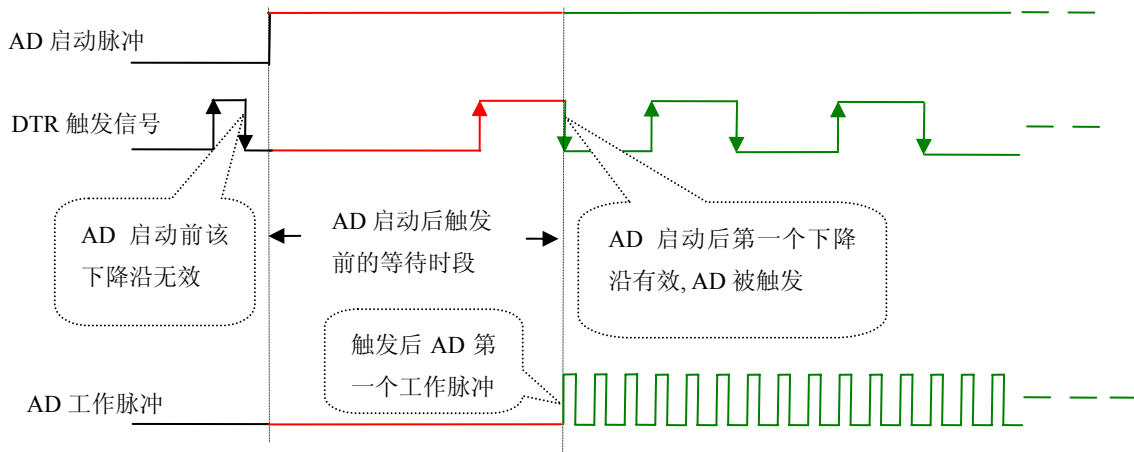 AD 启动脉冲
DTR 触发信号
AD 启动前该
下降沿无效
AD 启动后触发
前的等待时段
AD 启动后第一个下降
沿有效, AD 被触发
触发后 AD 第
一个工作脉冲
AD 工作脉冲